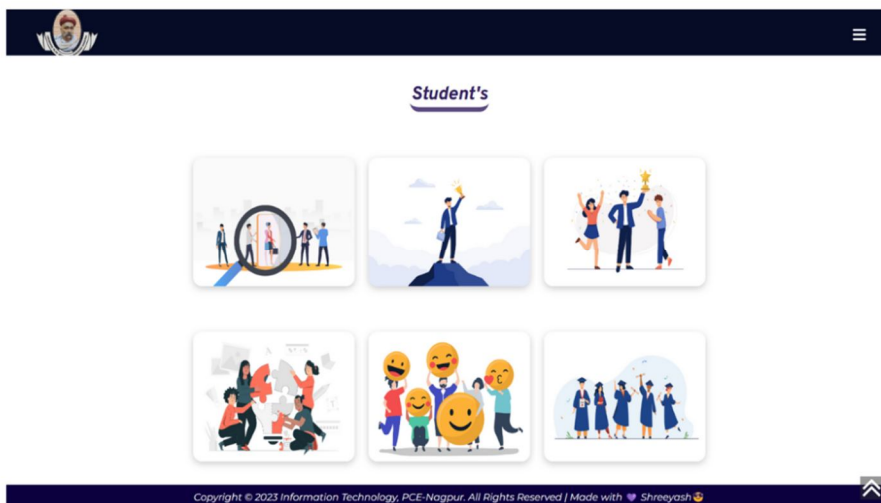 Student's
Copyright © 2023 Information Technology, PCE-Nagpur. All Rights Reserved | Made with 💜 Shreeyash😎